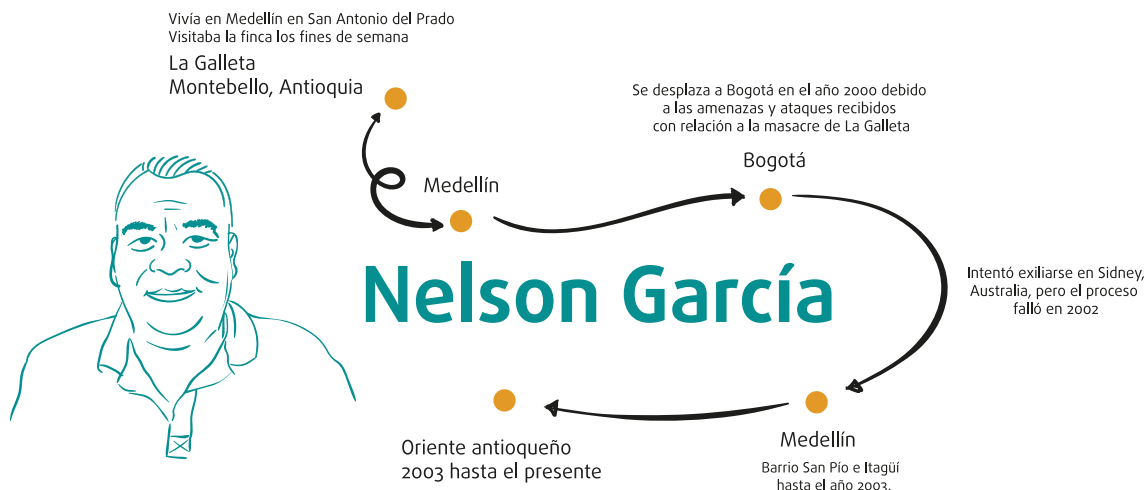 Vivía en Medellín en San Antonio del Prado
Visitaba la finca los fines de semana
La Galleta
Montebello, Antioquia
Medellín
Se desplaza a Bogotá en el año 2000 debido
a las amenazas y ataques recibidos
con relación a la masacre de La Galleta
Bogotá
Nelson García
Intentó exiliarse en Sidney,
Australia, pero el proceso
falló en 2002
Medellín
Barrio San Pío e Itagüí
hasta el año 2003.
Oriente antioqueño
2003 hasta el presente